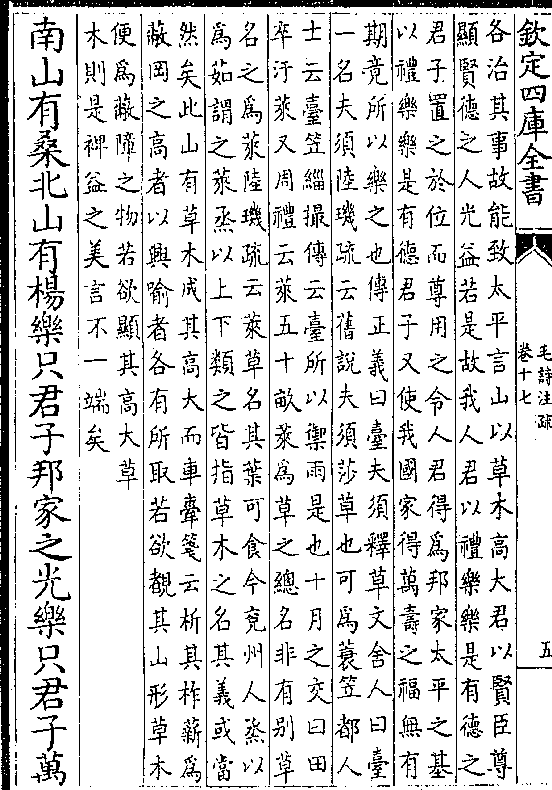 欽定四庫全書
毛詩注疏
卷十七
五
各治其事故能致太平言山以草木高大君以賢臣尊
顯賢德之人光益若是故我人君以禮樂樂是有德之
君子置之於位而尊用之令人君得為邦家太平之基
以禮樂樂是有德君子又使我國家得萬壽之福無有
期竟所以樂之也傳正義曰臺夫須釋草文舍人曰臺
一名夫須陸璣疏云舊說夫須莎草也可為蓑笠都人
士云臺笠緇撮傳云臺所以禦雨是也十月之交曰田
卒汙萊又周禮云萊五十畝萊為草之總名非有别草
名之為萊陸璣疏云萊草名其葉可食今兗州人烝以
為茹謂之萊烝以上下類之皆指草木之名其義或當
然矣此山有草木成其高大而車舝箋云析其柞薪為
蔽岡之高者以興喻者各有所取若欲覩其山形草木
便為蔽障之物若欲顯其高大草
木則是裨益之美言不一端矣
南山有桑北山有楊樂只君子邦家之光樂只君子萬